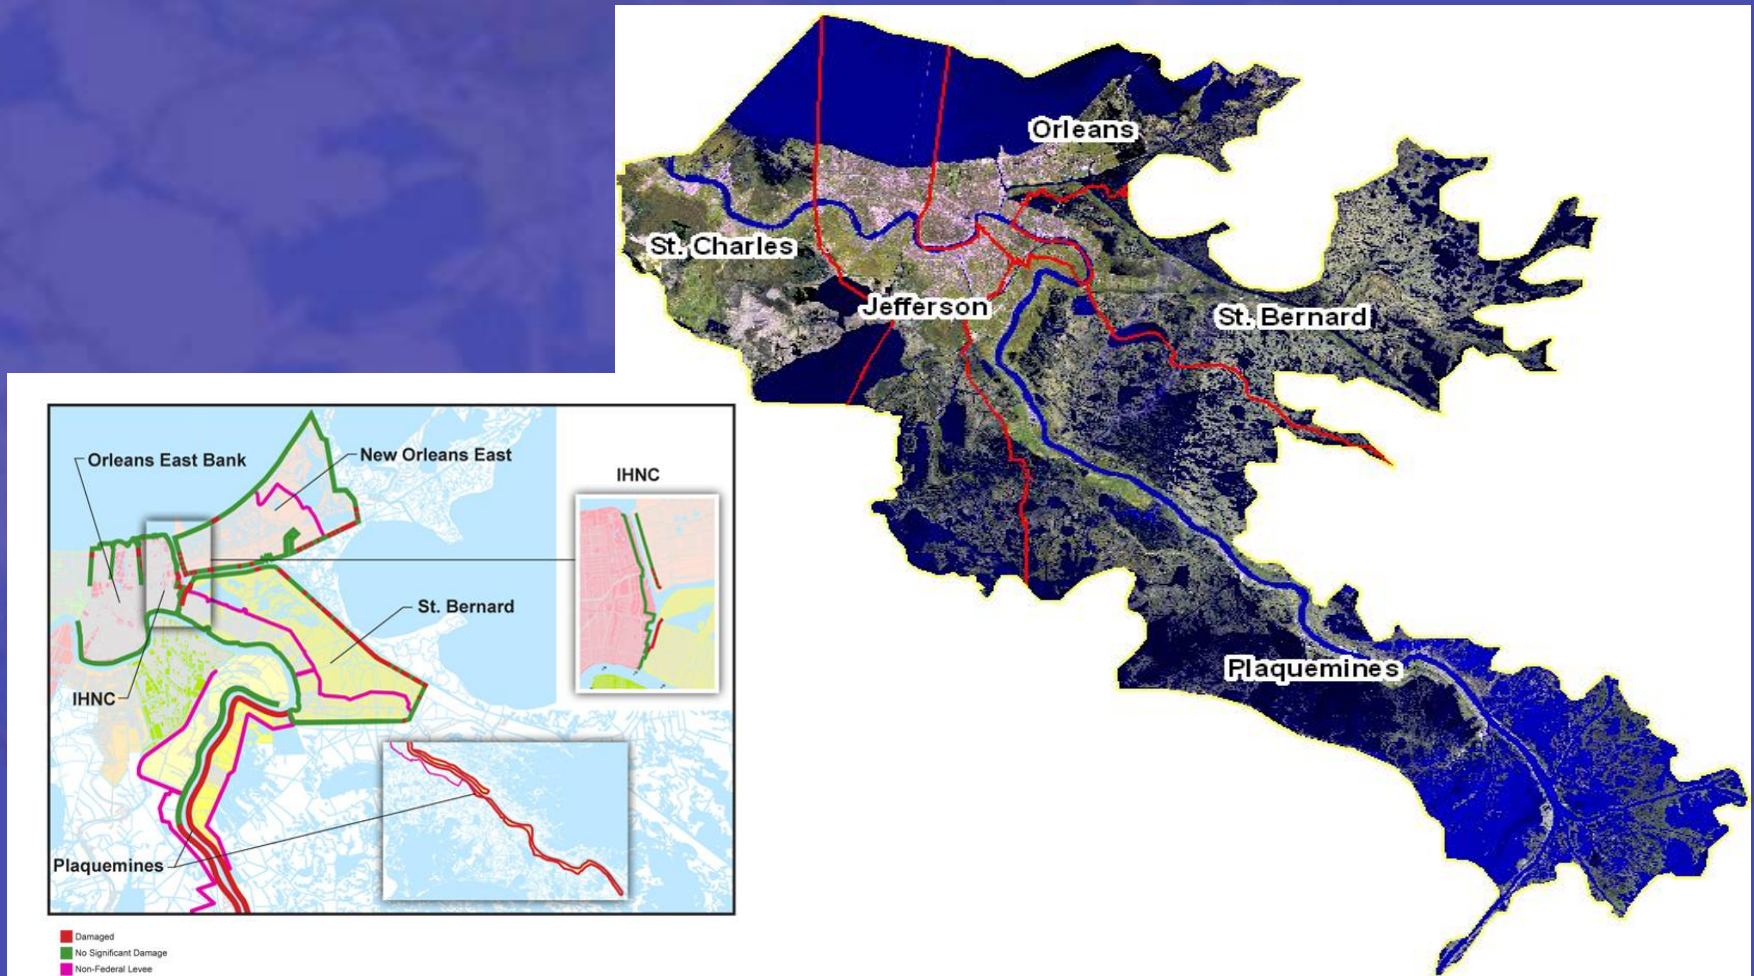 Orleans
St. Charles
Jefferson
St. Bernard
Plaquemines
Orleans East Bank
New Orleans East
IHNC
St. Bernard
IHNC
Plaquemines
Damaged
No Significant Damage
Non-Federal Levee